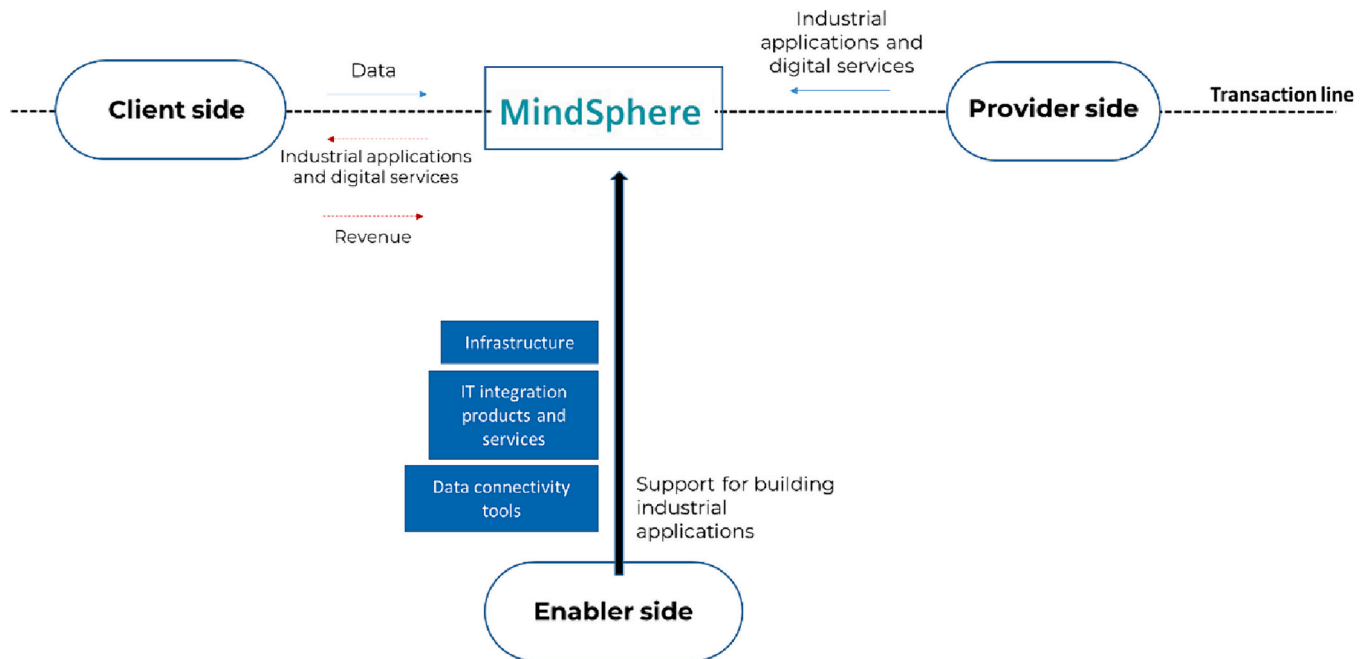 Industrial
applications and
digital services
Data
Client side
MindSphere
Provider side
Transaction line
Industrial applications
and digital services
Revenue
Infrastructure
IT integration
products and
services
Data connectivity
tools
Support for building
industrial
applications
Enabler side